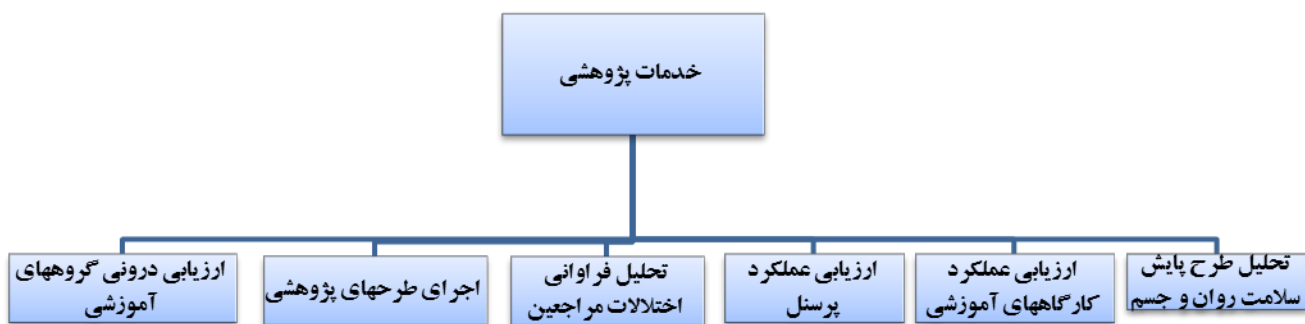 خدمات پژوهشی
تحلیل طرح پایش
سلامت روان و جسم
ارزیابی عملکرد
کارگاههای آموزشی
ارزیابی عملکرد
پرسنل
تحلیل فراوانی
اختلالات مراجعین
اجرای طرحهای پژوهشی
ارزیابی درونی گروههای
آموزشی